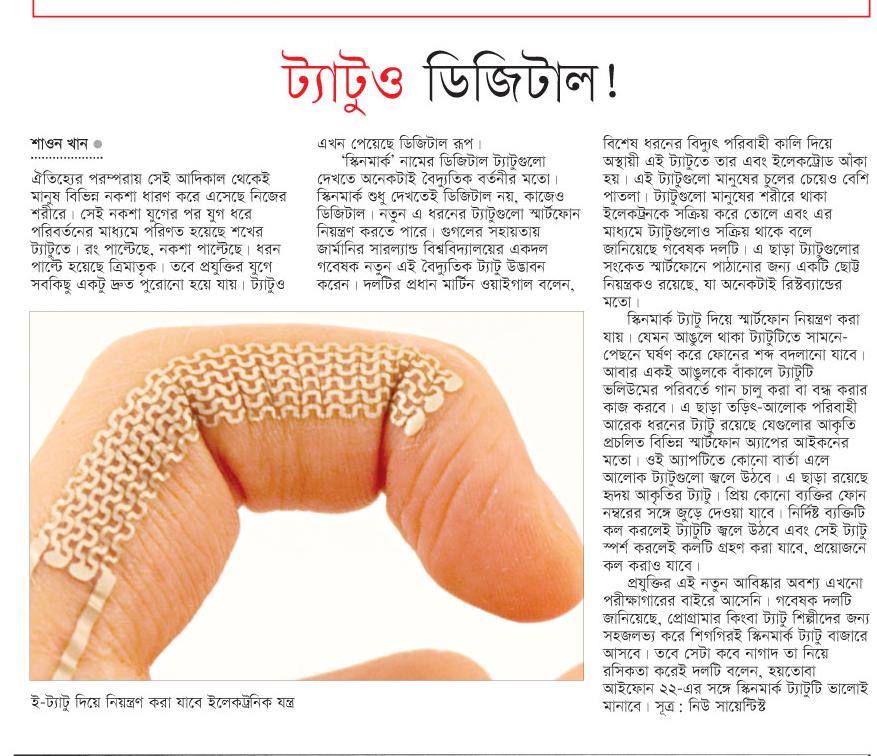 ট্যাটুও ডিজিটাল!
শাওন খান
ঐতিহ্যের পরম্পরায় সেই আদিকাল থেকেই
মানুষ বিভিন্ন নকশা ধারণ করে এসেছে নিজের
শরীরে। সেই নকশা যুগের পর যুগ ধরে
পরিবর্তনের মাধ্যমে পরিণত হয়েছে শখের
ট্যাটুতে। রং পাল্টেছে, নকশা পাল্টেছে। ধরন
পাল্টে হয়েছে ত্রিমাতৃক। তবে প্রযুক্তির যুগে
সবকিছু একটু দ্রুত পুরোনো হয়ে যায়। ট্যাটুও
এখন পেয়েছে ডিজিটাল রূপ।
‘স্কিনমার্ক’ নামের ডিজিটাল ট্যাটুগুলো
দেখতে অনেকটাই বৈদ্যুতিক বর্তনীর মতো।
স্কিনমার্ক শুধু দেখতেই ডিজিটাল নয়, কাজেও
ডিজিটাল। নতুন এ ধরনের ট্যাটুগুলো স্মার্টফোন
নিয়ন্ত্রণ করতে পারে। গুগলের সহায়তায়
জার্মানির সারল্যান্ড বিশ্ববিদ্যালয়ের একদল
গবেষক নতুন এই বৈদ্যুতিক ট্যাটু উদ্ভাবন
করেন। দলটির প্রধান মার্টিন ওয়াইগাল বলেন,
বিশেষ ধরনের বিদ্যুৎ পরিবাহী কালি দিয়ে
অস্থায়ী এই ট্যাটুতে তার এবং ইলেকট্রোড আঁকা
হয়। এই ট্যাটুগুলো মানুষের চুলের চেয়েও বেশি
পাতলা। ট্যাটুগুলো মানুষের শরীরে থাকা
ইলেকট্রনকে সক্রিয় করে তোলে এবং এর
মাধ্যমে ট্যাটুগুলোও সক্রিয় থাকে বলে
জানিয়েছে গবেষক দলটি। এ ছাড়া ট্যাটুগুলোর
সংকেত স্মার্টফোনে পাঠানোর জন্য একটি ছোট্ট
নিয়ন্ত্রকও রয়েছে, যা অনেকটাই রিস্টব্যান্ডের
মতো।
স্কিনমার্ক ট্যাটু দিয়ে স্মার্টফোন নিয়ন্ত্রণ করা
যায়। যেমন আঙুলে থাকা ট্যাটুটিতে সামনে-
পেছনে ঘর্ষণ করে ফোনের শব্দ বদলানো যাবে।
আবার একই আঙুলকে বাঁকালে ট্যাটুটি
ভলিউমের পরিবর্তে গান চালু করা বা বন্ধ করার
কাজ করবে। এ ছাড়া তড়িৎ-আলোক পরিবাহী
আরেক ধরনের ট্যাটু রয়েছে যেগুলোর আকৃতি
প্রচলিত বিভিন্ন স্মার্টফোন অ্যাপের আইকনের
মতো। ওই অ্যাপটিতে কোনো বার্তা এলে
আলোক ট্যাটুগুলো জ্বলে উঠবে। এ ছাড়া রয়েছে
হৃদয় আকৃতির ট্যাটু। প্রিয় কোনো ব্যক্তির ফোন
নম্বরের সঙ্গে জুড়ে দেওয়া যাবে। নির্দিষ্ট ব্যক্তিটি
কল করলেই ট্যাটুটি জ্বলে উঠবে এবং সেই ট্যাটু
স্পর্শ করলেই কলটি গ্রহণ করা যাবে, প্রয়োজনে
কল করাও যাবে।
প্রযুক্তির এই নতুন আবিষ্কার অবশ্য এখনো
পরীক্ষাগারের বাইরে আসেনি। গবেষক দলটি
জানিয়েছে, প্রোগ্রামার কিংবা ট্যাটু শিল্পীদের জন্য
সহজলভ্য করে শিগগিরই স্কিনমার্ক ট্যাটু বাজারে
আসবে। তবে সেটা কবে নাগাদ তা নিয়ে
রসিকতা করেই দলটি বলেন, হয়তোবা
আইফোন ২২-এর সঙ্গে স্কিনমার্ক ট্যাটুটি ভালোই
মানাবে। সূত্র : নিউ সায়েন্টিস্ট
ই-ট্যাটু দিয়ে নিয়ন্ত্রণ করা যাবে ইলেকট্রনিক যন্ত্র